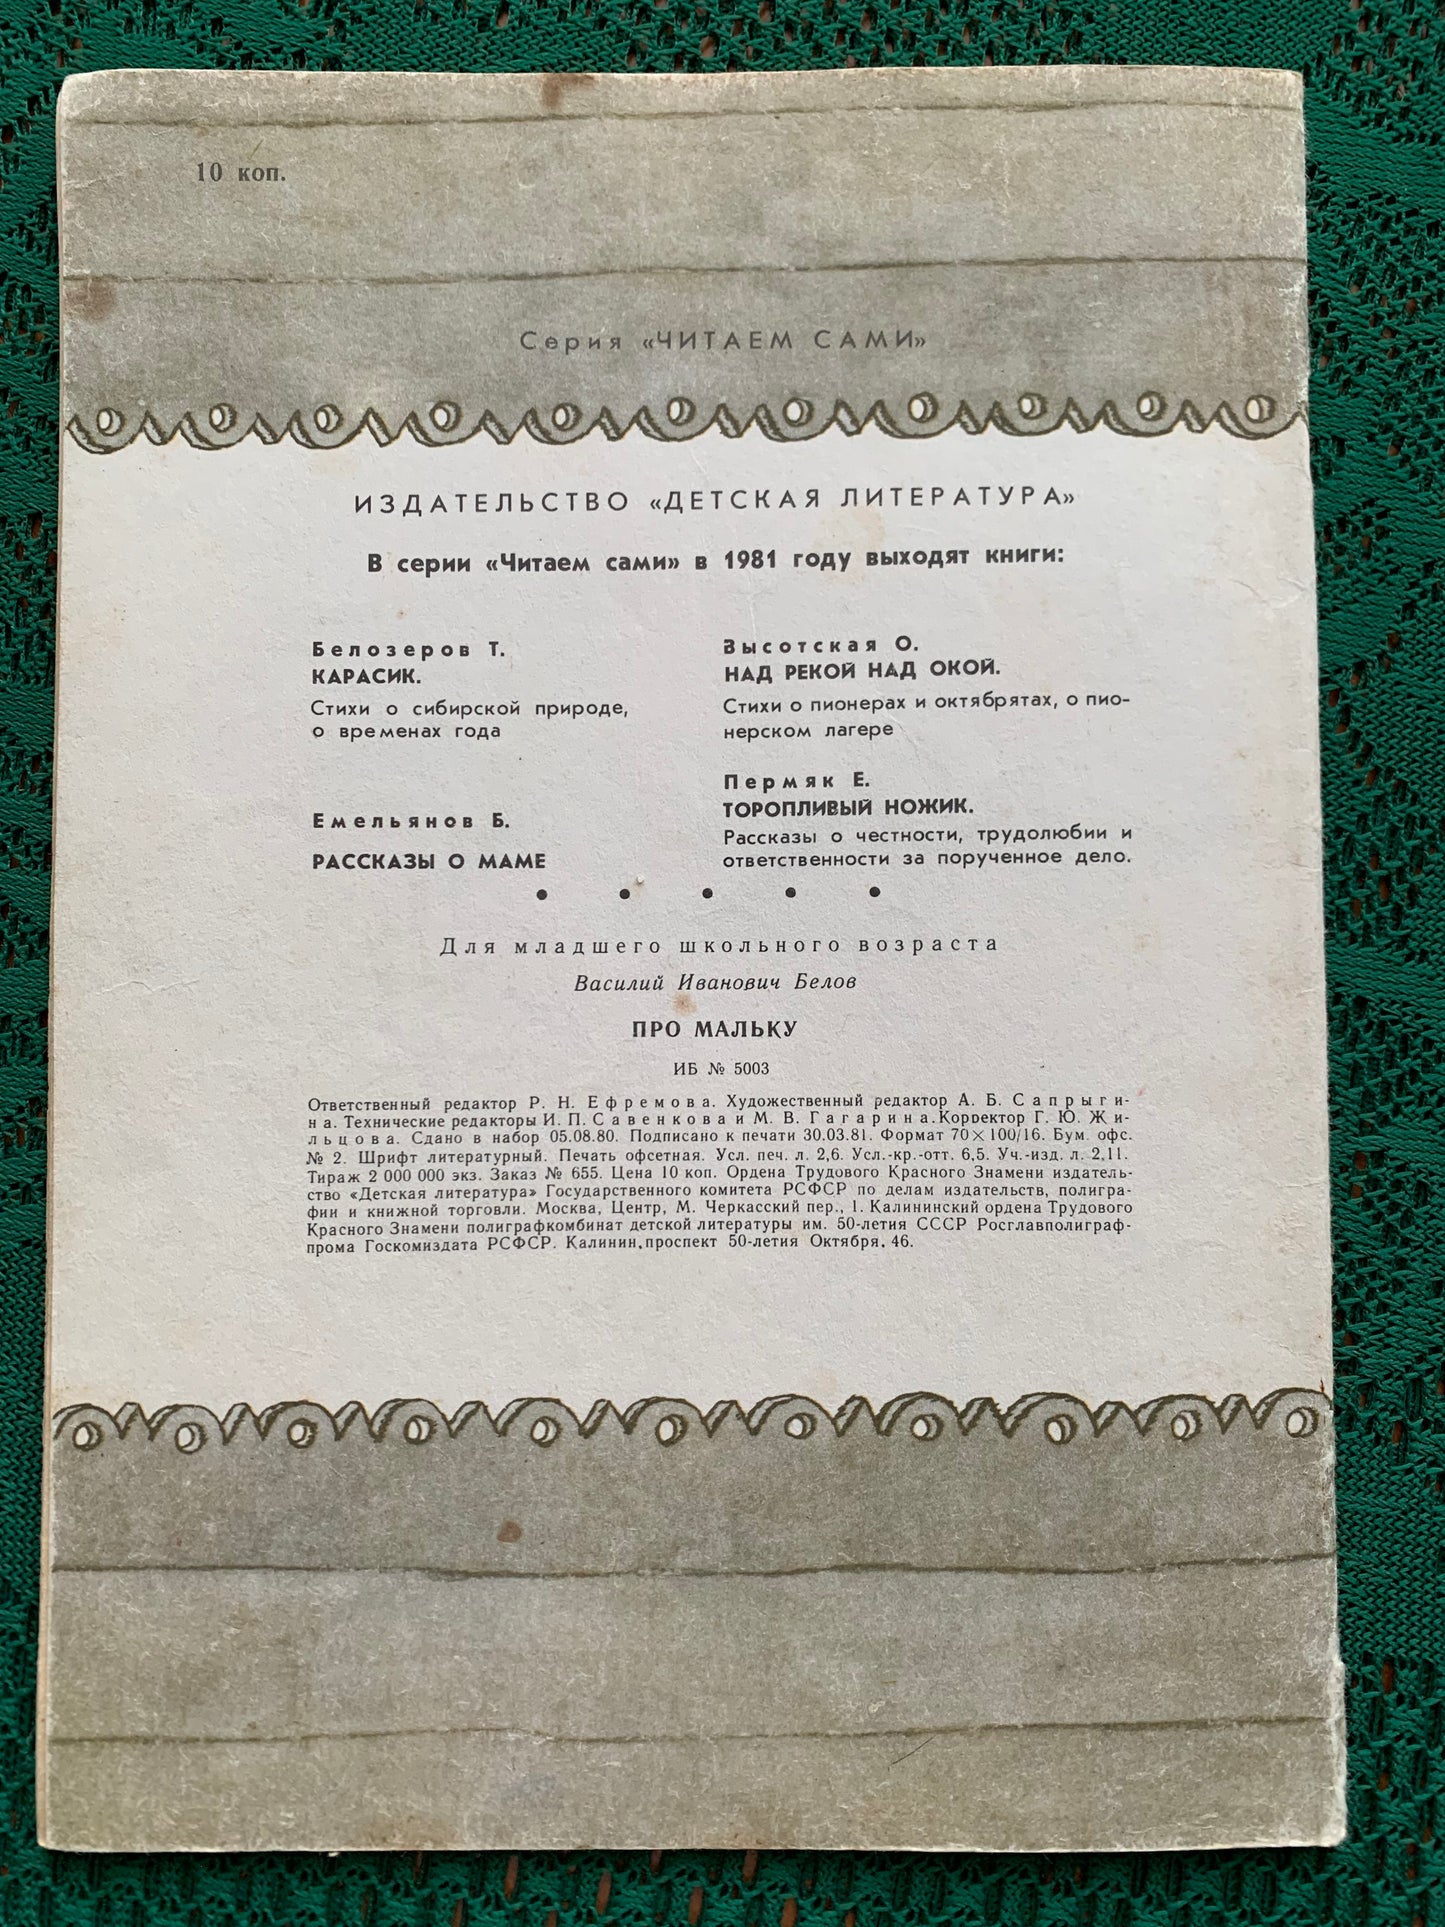 10 коп.
Серия «ЧИТАЕМ САМИ»
ИЗДАТЕЛЬСТВО «ДЕТСКАЯ ЛИТЕРАТУРА»
В серии «Читаем сами» в 1981 году выходят книги:
Белозеров Т.
КАРАСИК.
Стихи о сибирской природе,
о временах года
Емельянов Б.
РАССКАЗЫ О МАМЕ
Высотская О.
НАД РЕКОЙ НАД ОКОЙ.
Стихи о пионерах и октябрятах, о пио-
нерском лагере
Пермяк Е.
ТОРОПЛИВЫЙ НОЖИК.
Рассказы о честности, трудолюбии и
ответственности за порученное дело.
Для младшего школьного возраста
Василий Иванович Белов
ПРО МАЛЬКУ
ИБ № 5003
Ответственный редактор Р. Н. Ефремова. Художественный редактор А. Б. Сапрыги-
на. Технические редакторы И. П. Савенкова и М. В. Гагарина. Корректор Г. Ю. Жи-
льцова. Сдано в набор 05.08.80. Подписано к печати 30.03.81. Формат 70×100/16. Бум. офс.
№ 2. Шрифт литературный. Печать офсетная. Усл. печ. л. 2,6. Усл.-кр.-отт. 6,5. Уч.-изд. л. 2,11.
Тираж 2 000 000 экз. Заказ № 655. Цена 10 коп. Ордена Трудового Красного Знамени издатель-
ство «Детская литература» Государственного комитета РСФСР по делам издательств, полигра-
фии и книжной торговли. Москва, Центр, М. Черкасский пер., 1. Калининский ордена Трудового
Красного Знамени полиграфкомбинат детской литературы им. 50-летия СССР Росглавполиграф-
прома Госкомиздата РСФСР. Калинин, проспект 50-летия Октября, 46.